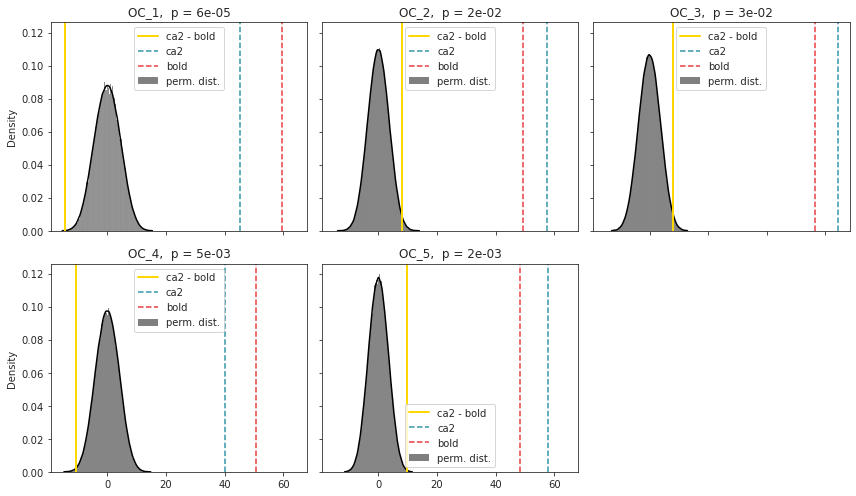 OC_1, p = 6e-05
OC_2, p = 2e-02
OC_3, p = 3e-02
Density
0.12
0.10
0.08
0.06
0.04
0.02
0.00
ca2 - bold
ca2
bold
perm. dist.
0
20
40
60
ca2 - bold
ca2
bold
perm. dist.
ca2 - bold
ca2
bold
perm. dist.
OC_4, p = 5e-03
OC_5, p = 2e-03
Density
0.12
0.10
0.08
0.06
0.04
0.02
0.00
ca2 - bold
ca2
bold
perm. dist.
ca2 - bold
ca2
bold
perm. dist.
0
20
40
60